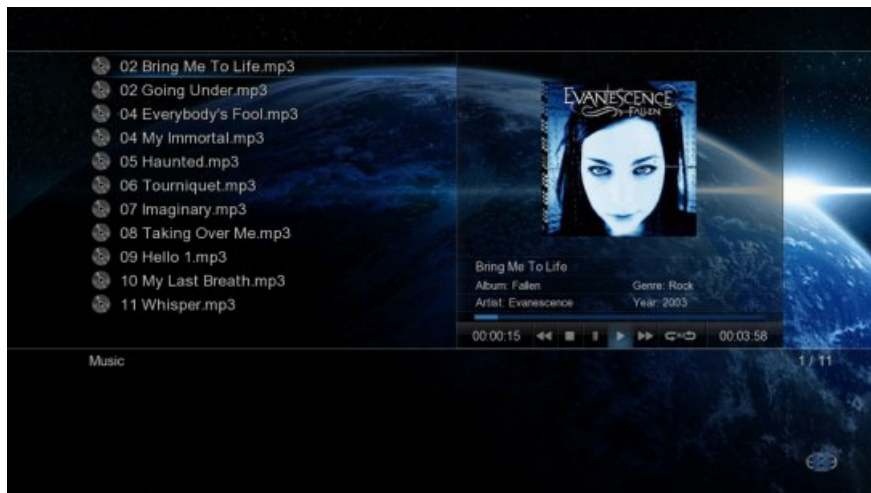 02 Bring Me To Life.mp3
02 Going Under.mp3
04 Everybody's Fool.mp3
04 My Immortal.mp3
05 Haunted.mp3
06 Tourniquet.mp3
07 Imaginary.mp3
08 Taking Over Me.mp3
09 Hello 1.mp3
10 My Last Breath.mp3
11 Whisper.mp3
EVANESCENCE
FALLEN
Bring Me To Life
Album: Fallen Genre: Rock
Artist: Evanescence Year: 2003
00:00:15 00:03:58
Music 1 / 11